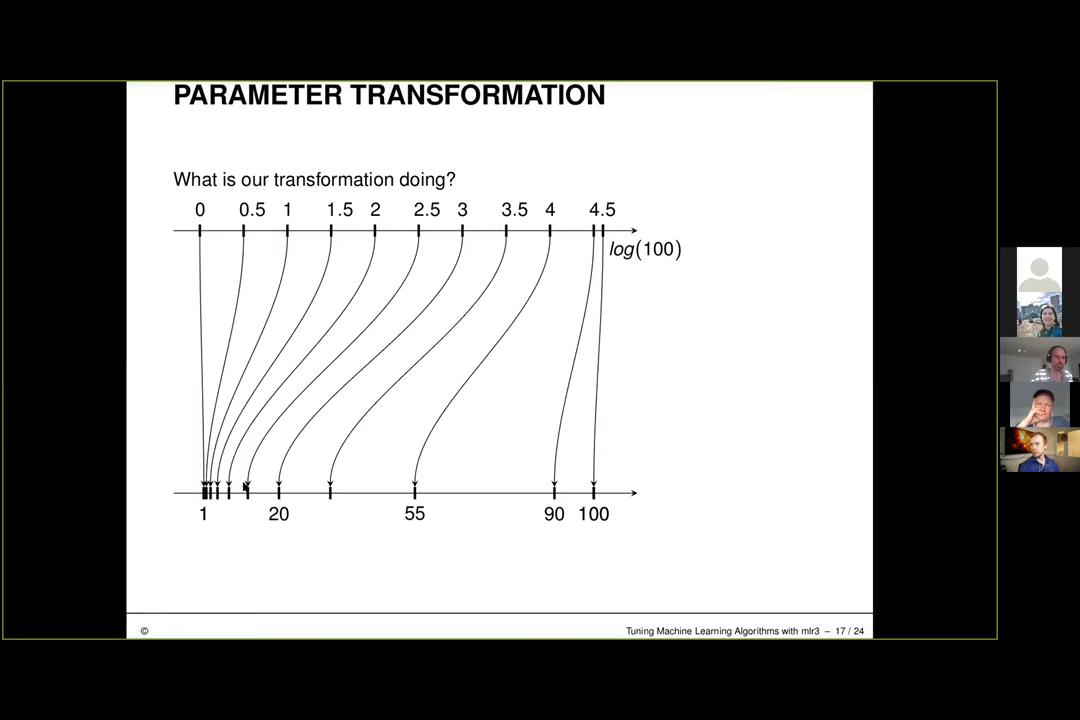 PARAMETER TRANSFORMATION
What is our transformation doing?
0 0.5 1 1.5 2 2.5 3 3.5 4 4.5
log(100)
1 20 55 90 100
© Tuning Machine Learning Algorithms with mlr3 – 17 / 24